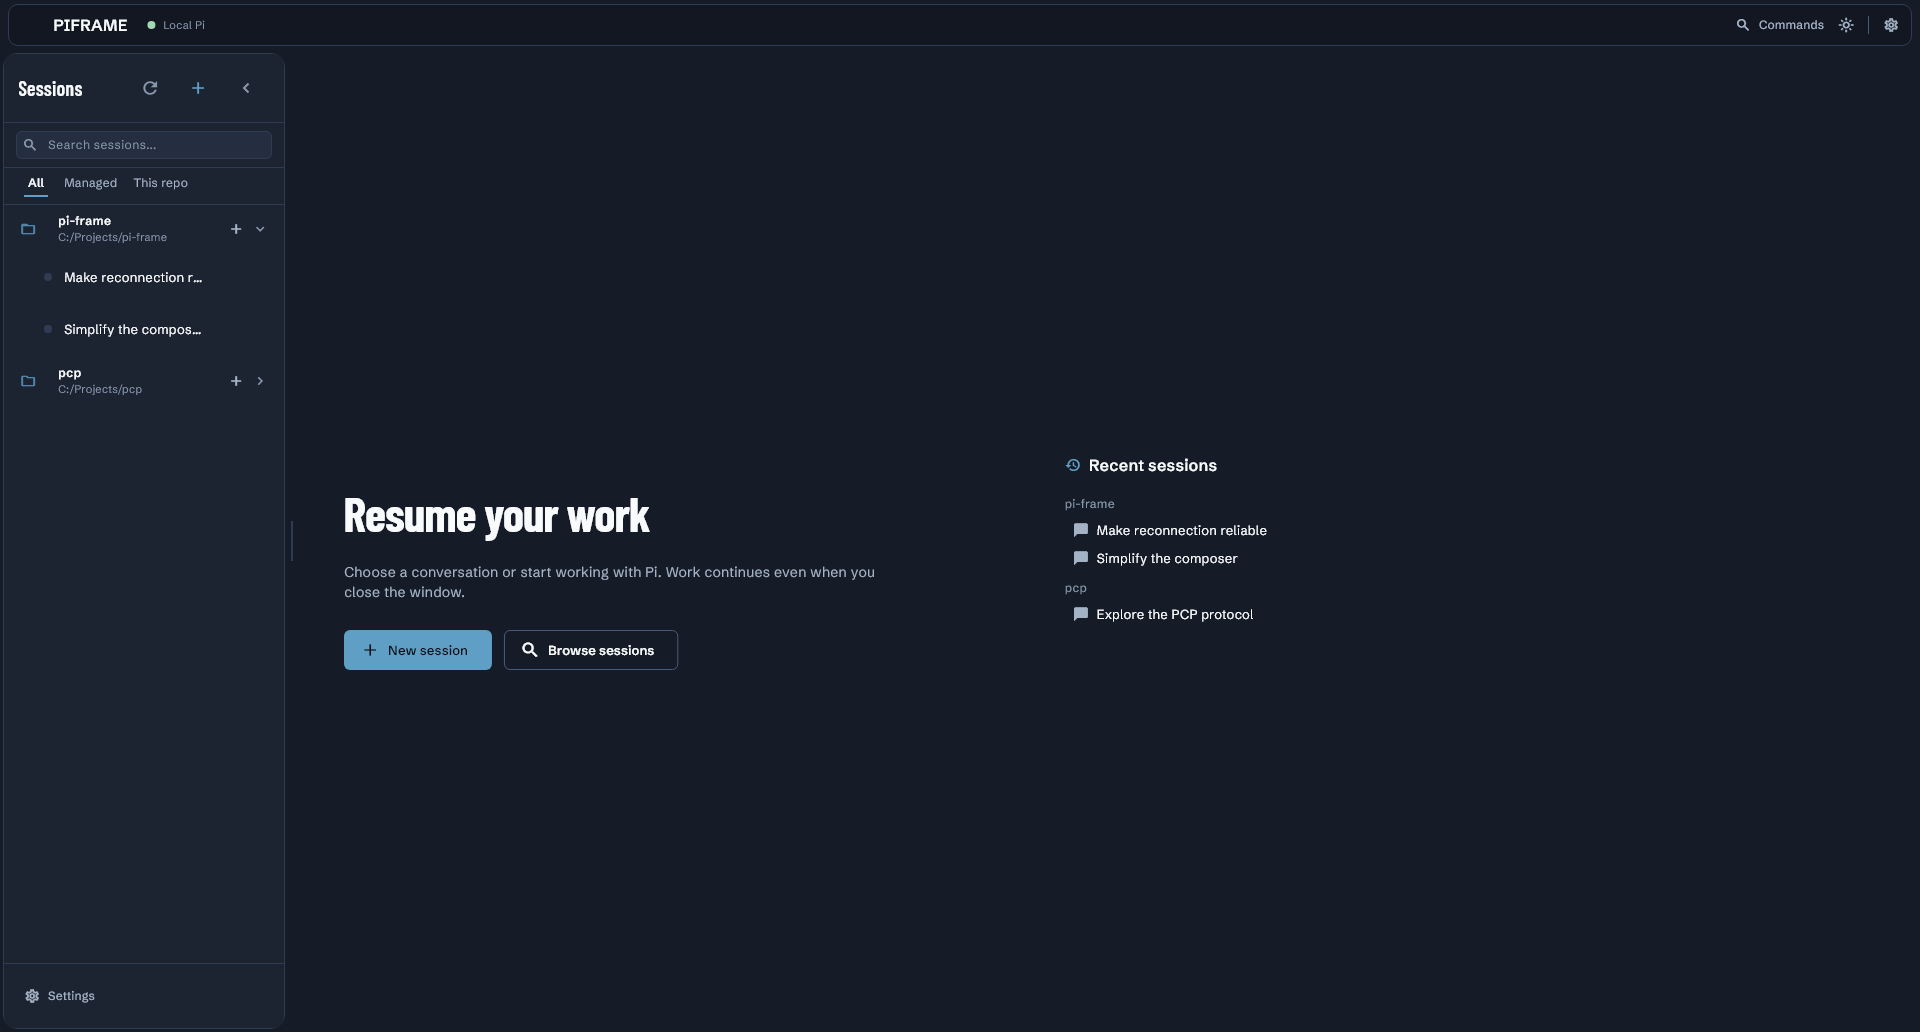 PIFRAME
Local Pi
Commands
Sessions
Search sessions...
All
Managed
This repo
pi-frame
C:/Projects/pi-frame
Make reconnection r...
Simplify the compos...
pcp
C:/Projects/pcp
Settings
Resume your work
Choose a conversation or start working with Pi. Work continues even when you
close the window.
New session
Browse sessions
Recent sessions
pi-frame
Make reconnection reliable
Simplify the composer
pcp
Explore the PCP protocol